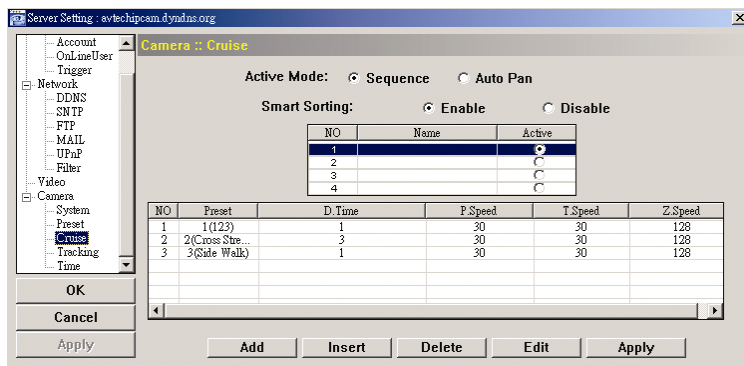 Server Setting : avtechipcam.dyndns.org
Account
OnLineUser
Trigger
Network
DDNS
SNTP
FTP
MAIL
UPnP
Filter
Video
Camera
System
Preset
Cruise
Tracking
Time
OK
Cancel
Apply
Camera :: Cruise
Active Mode: Sequence Auto Pan
Smart Sorting: Enable Disable
NO Name Active
1
2
3
4
NO Preset D.Time P.Speed T.Speed Z.Speed
1 1(123) 1 30 30 128
2 2(Cross Stre... 3 30 30 128
3 3(Side Walk) 1 30 30 128
Add Insert Delete Edit Apply